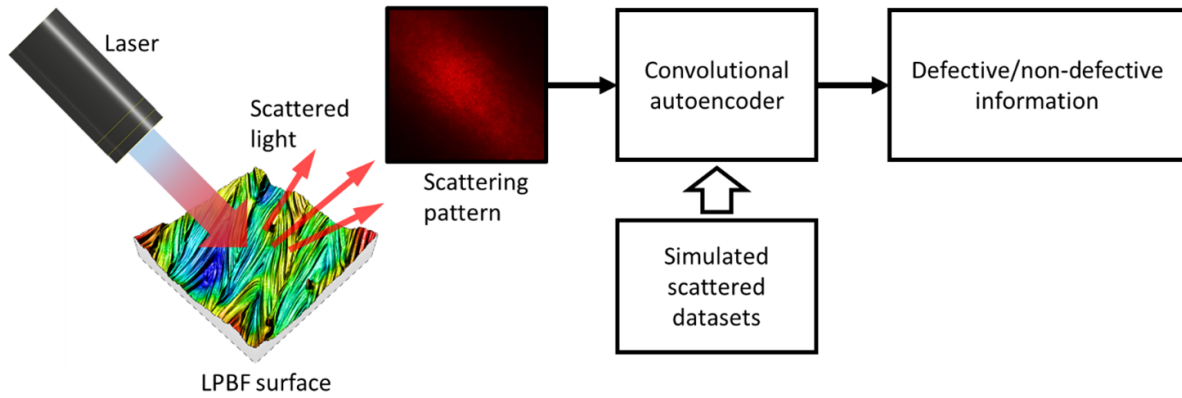 Laser
Scattered
light
LPBF surface
Scattering
pattern
Convolutional
autoencoder
Defective/non-defective
information
Simulated
scattered
datasets